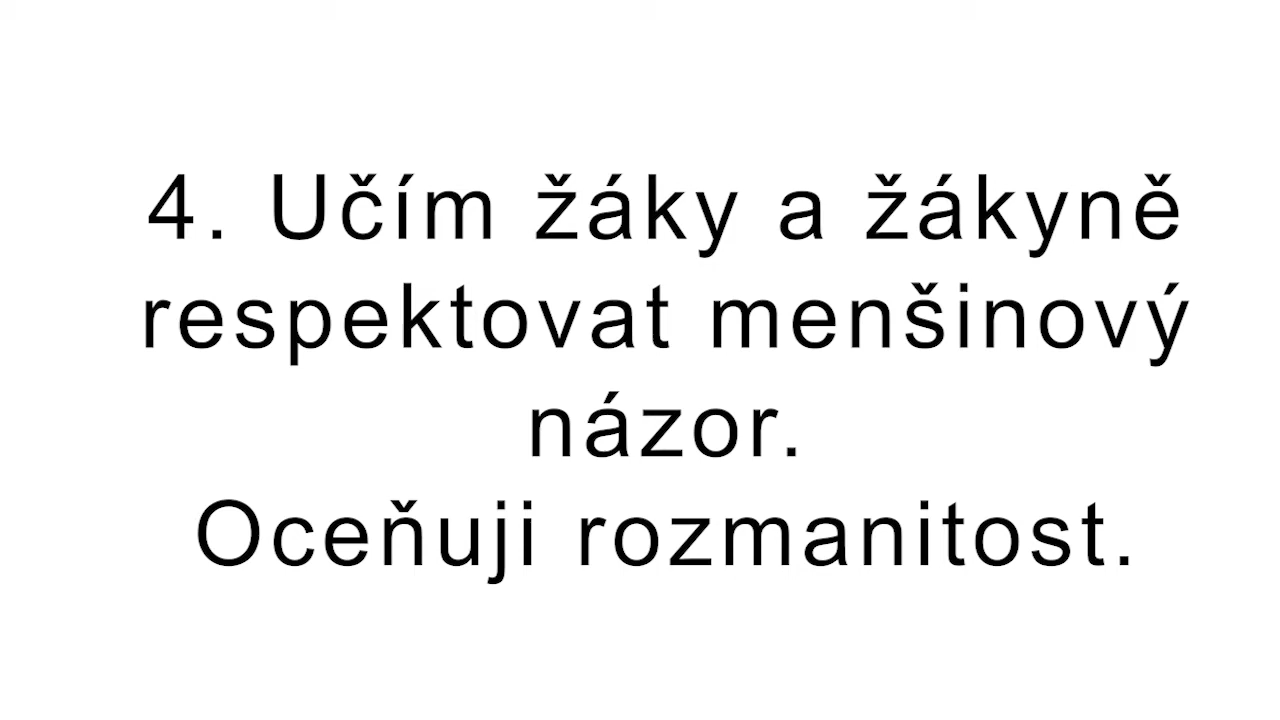 4. Učím žáky a žákyně
respektovat menšinový
názor.
Oceňuji rozmanitost.